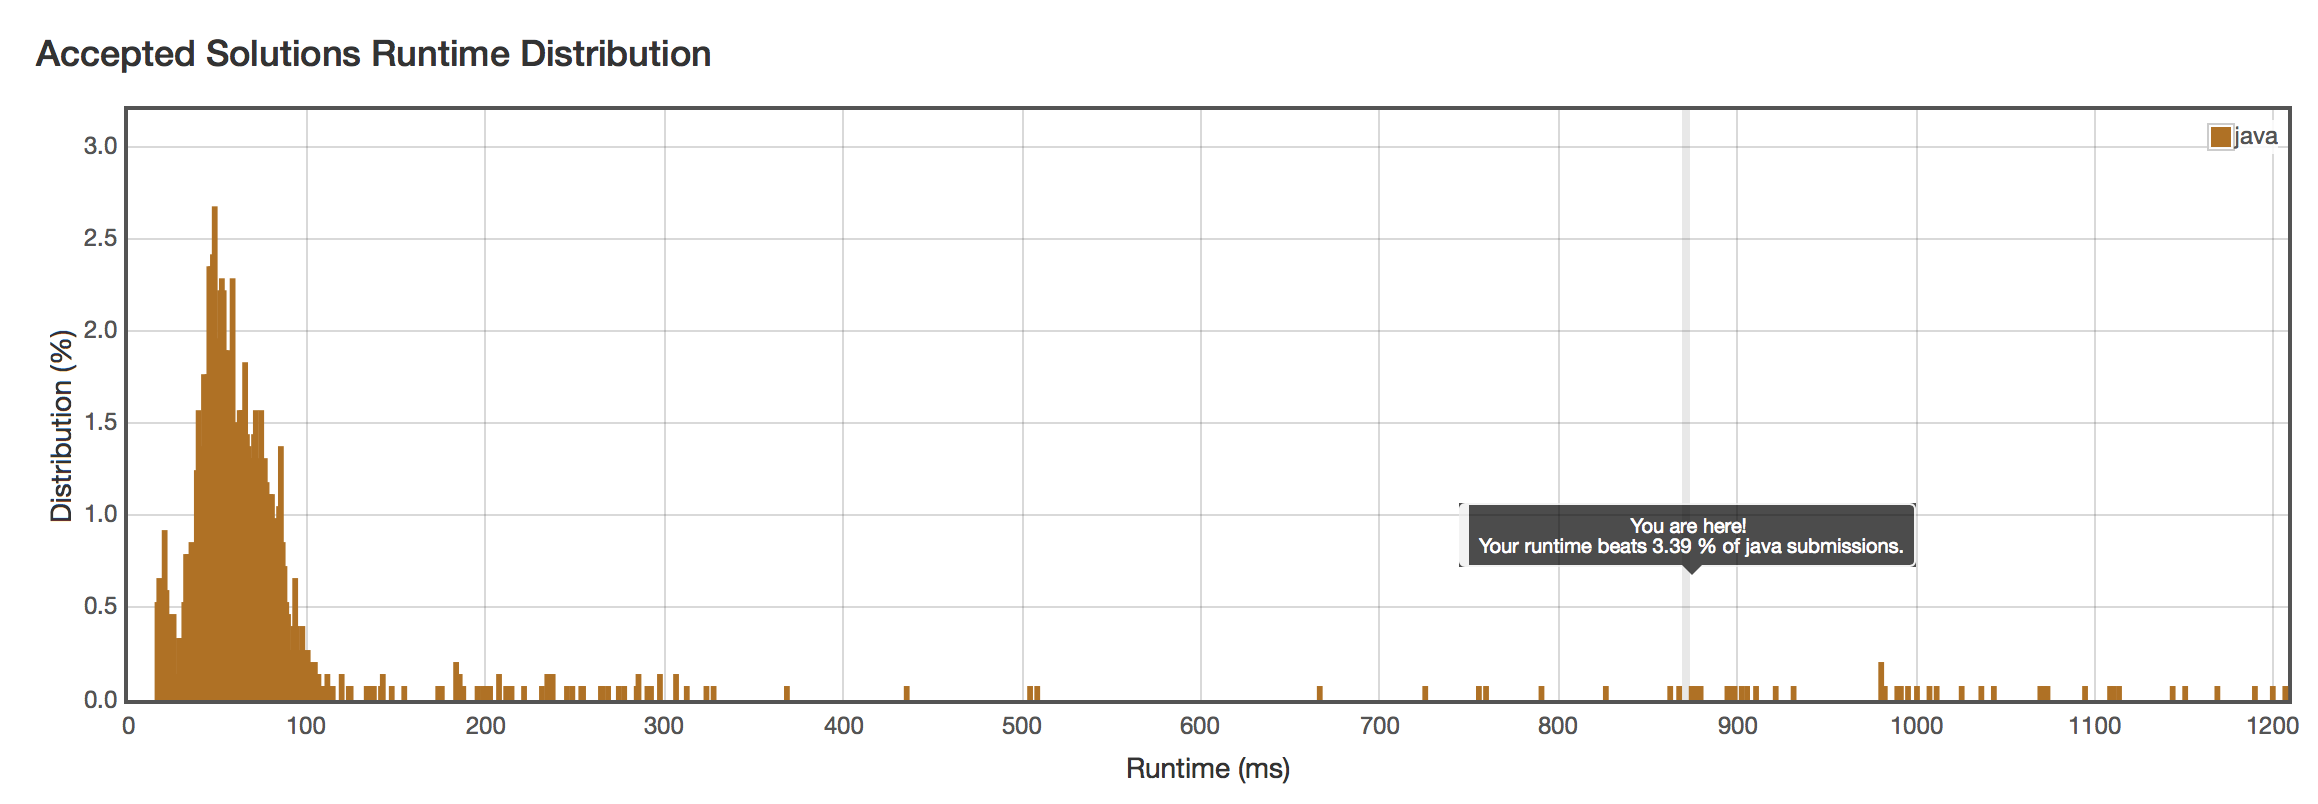 Accepted Solutions Runtime Distribution
java
3.0
2.5
2.0
1.5
1.0
0.5
0.0
Distribution (%)
You are here!
Your runtime beats 3.39 % of java submissions.
0 100 200 300 400 500 600 700 800 900 1000 1100 1200
Runtime (ms)